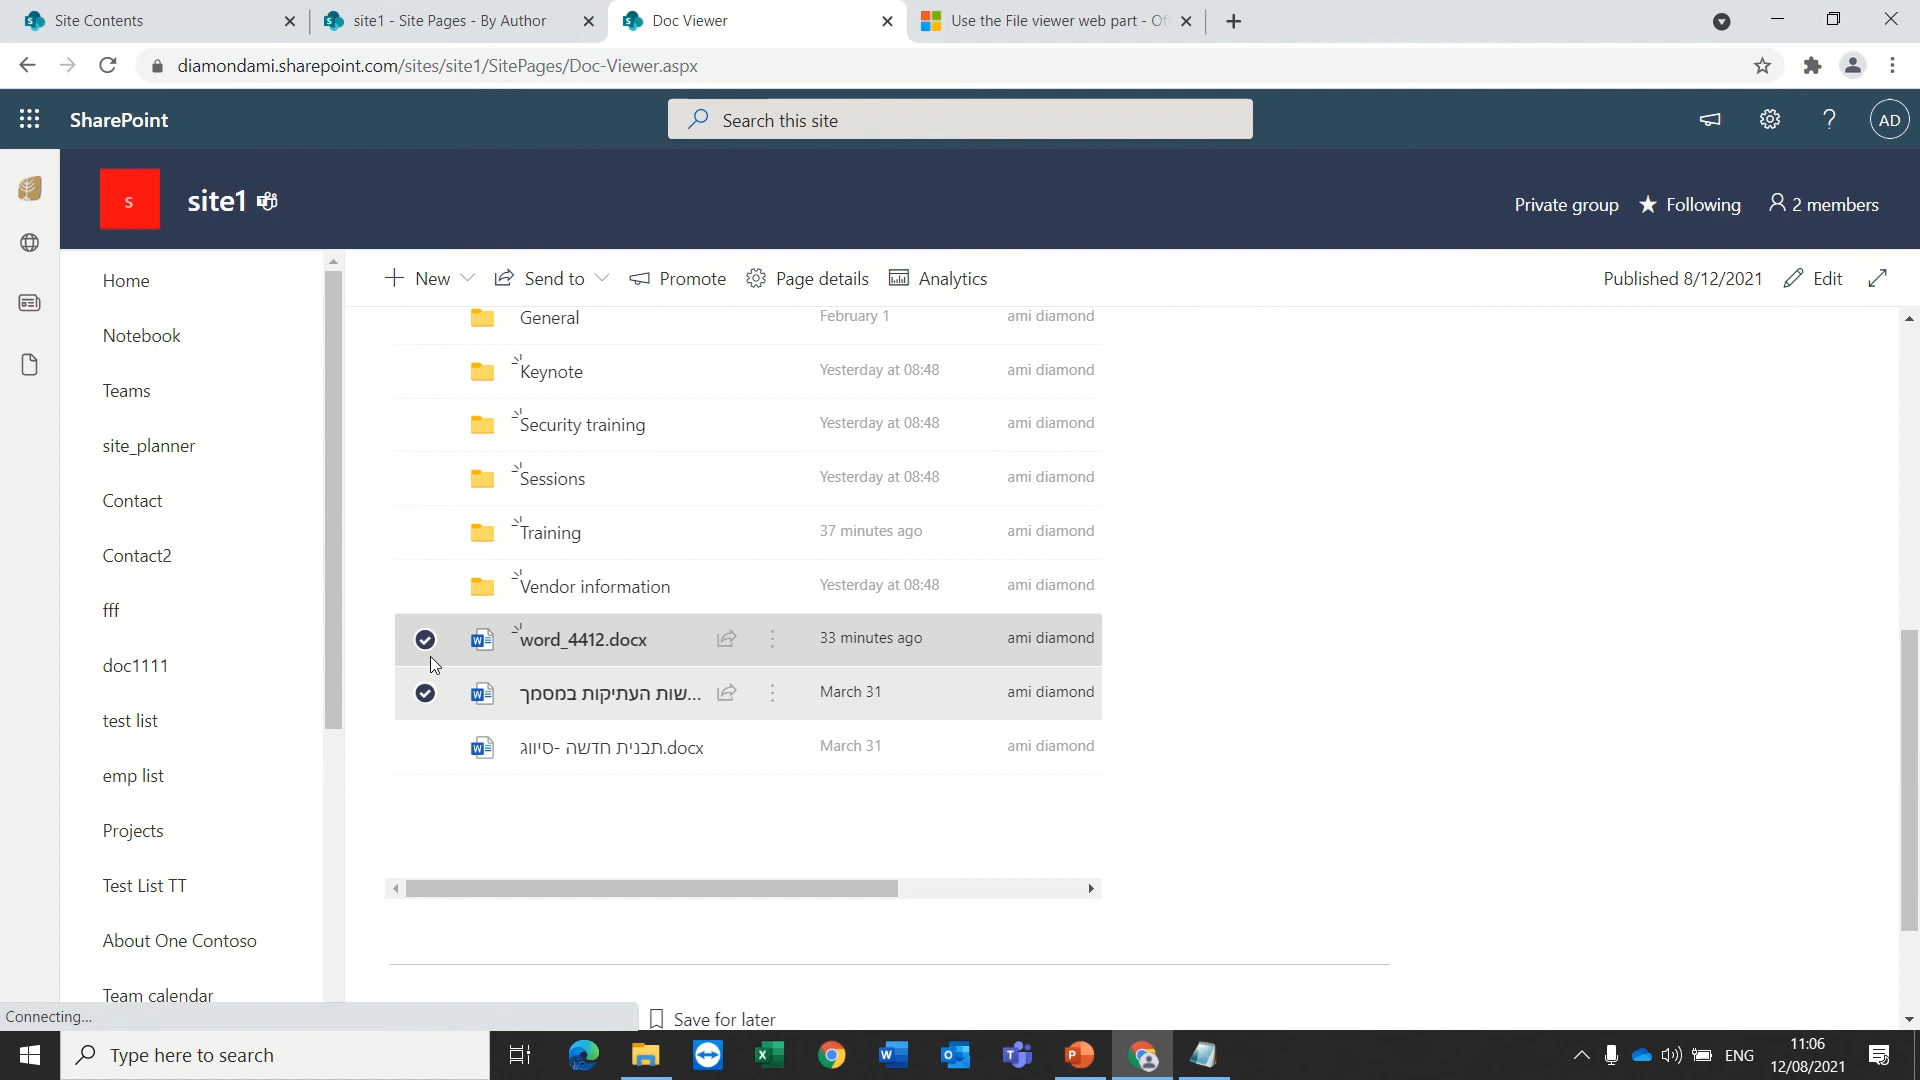 Site Contents
site1 - Site Pages - By Author
Doc Viewer
Use the File viewer web part - Of
diamondami.sharepoint.com/sites/site1/SitePages/Doc-Viewer.aspx
SharePoint
Search this site
AD
S
site1
Private group
Following
2 members
New
Send to
Promote
Page details
Analytics
Published 8/12/2021
Edit
Home
Notebook
Teams
site_planner
Contact
Contact2
fff
doc1111
test list
emp list
Projects
Test List TT
About One Contoso
Team calendar
General February 1 ami diamond
Keynote Yesterday at 08:48 ami diamond
Security training Yesterday at 08:48 ami diamond
Sessions Yesterday at 08:48 ami diamond
Training 37 minutes ago ami diamond
Vendor information Yesterday at 08:48 ami diamond
word_4412.docx 33 minutes ago ami diamond
שות העתיקות במסמך... March 31 ami diamond
תבנית חדשה -סיווג.docx March 31 ami diamond
Save for later
Connecting...
Type here to search
ENG
11:06
12/08/2021